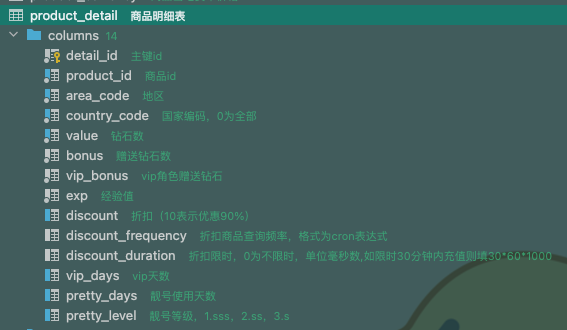 product_detail 商品明细表
columns 14
detail_id 主键id
product_id 商品id
area_code 地区
country_code 国家编码，0为全部
value 钻石数
bonus 赠送钻石数
vip_bonus vip角色赠送钻石
exp 经验值
discount 折扣（10表示优惠90%）
discount_frequency 折扣商品查询频率，格式为cron表达式
discount_duration 折扣限时，0为不限时，单位毫秒数,如限时30分钟内充值则填30*60*1000
vip_days vip天数
pretty_days 靓号使用天数
pretty_level 靓号等级，1.sss，2.ss，3.s